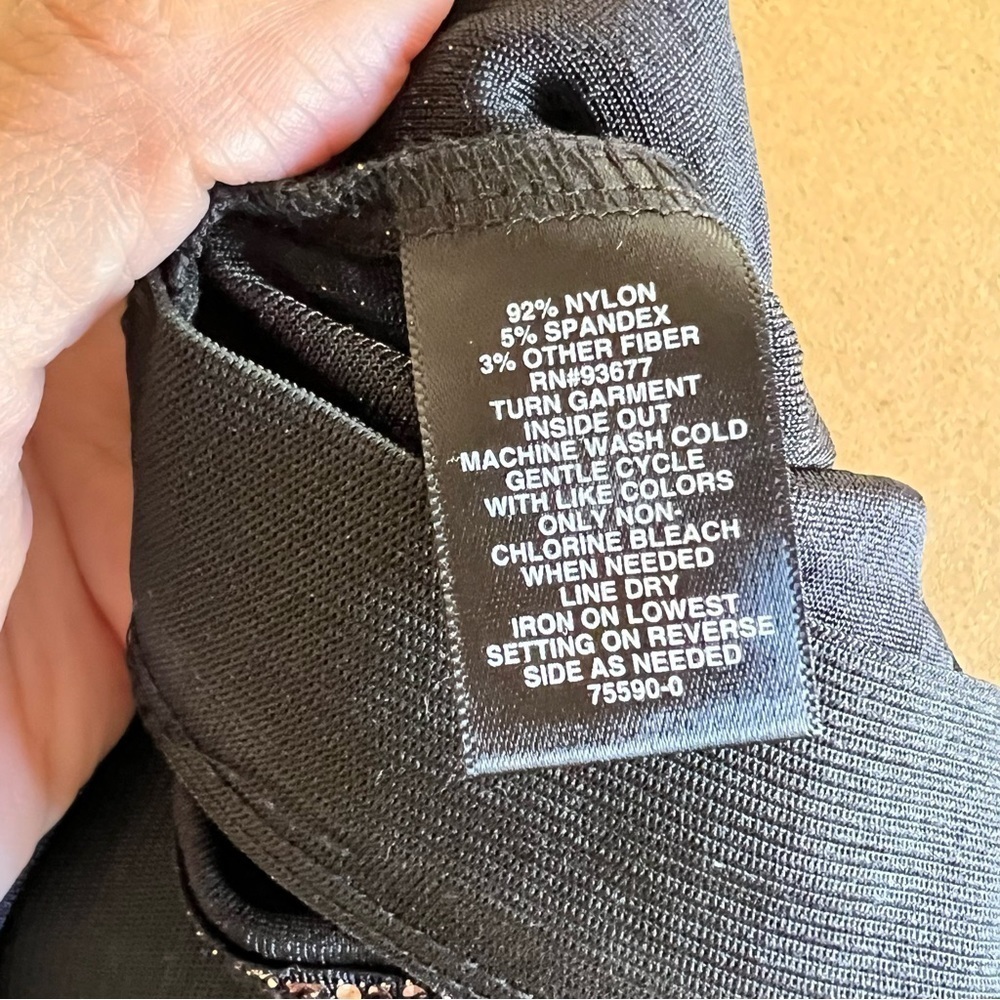 92% NYLON
5% SPANDEX
3% OTHER FIBER
RN#93677
TURN GARMENT
INSIDE OUT
MACHINE WASH COLD
GENTLE CYCLE
WITH LIKE COLORS
ONLY NON-
CHLORINE BLEACH
WHEN NEEDED
LINE DRY
IRON ON LOWEST
SETTING ON REVERSE
SIDE AS NEEDED
75590-0